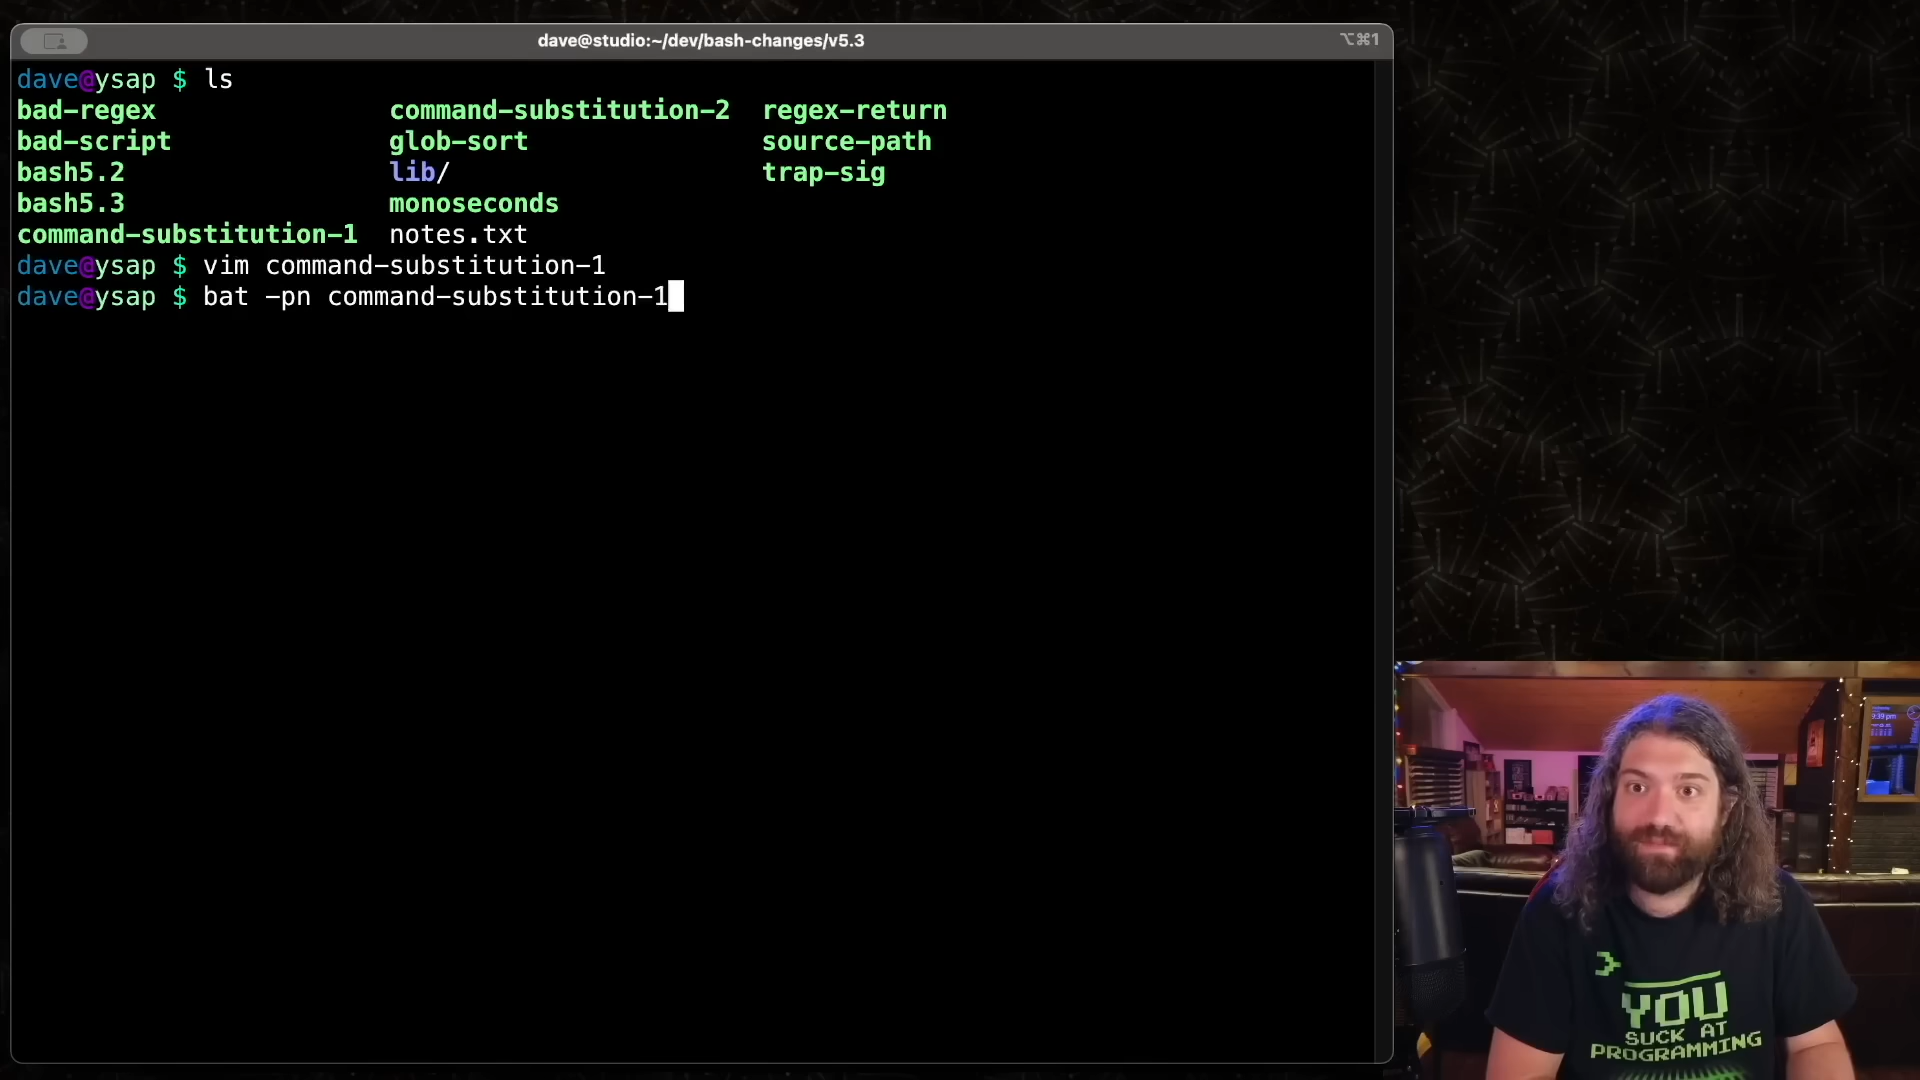 dave@studio:~/dev/bash-changes/v5.3
⌥⌘1
dave@ysap $ ls
bad-regex command-substitution-2 regex-return
bad-script glob-sort source-path
bash5.2 lib/ trap-sig
bash5.3 monoseconds
command-substitution-1 notes.txt
dave@ysap $ vim command-substitution-1
dave@ysap $ bat -pn command-substitution-1
YOU
SUCK AT
PROGRAMMING